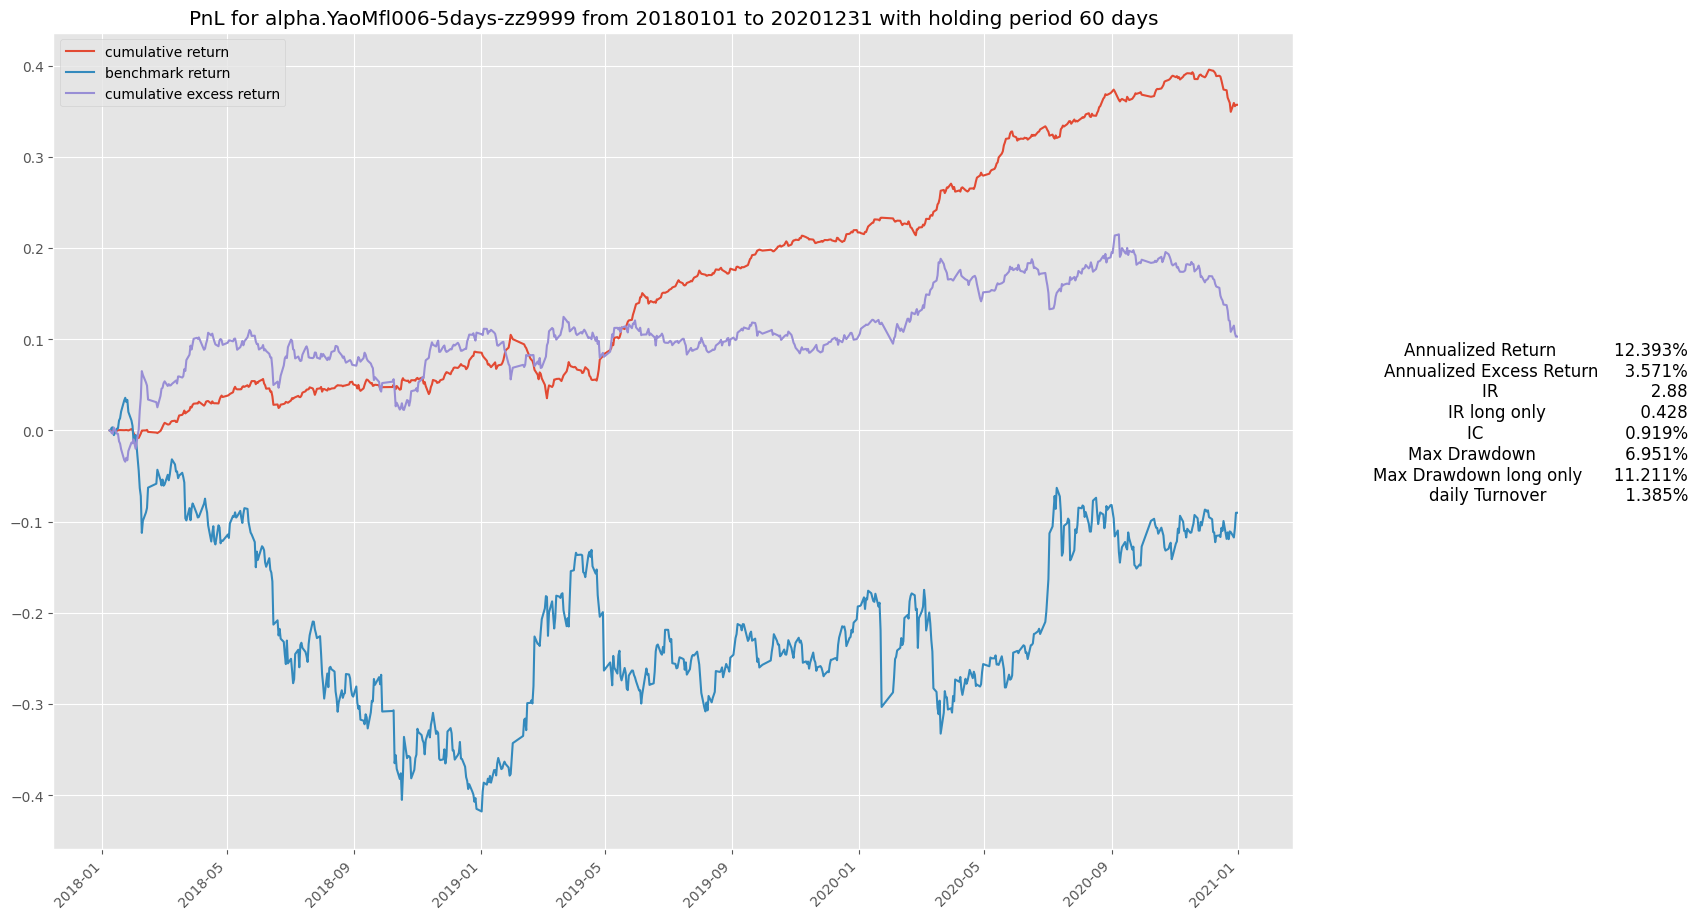 PnL for alpha.YaoMfl006-5days-zz9999 from 20180101 to 20201231 with holding period 60 days
cumulative return
benchmark return
cumulative excess return
0.4
0.3
0.2
0.1
0.0
−0.1
−0.2
−0.3
−0.4
2018-01
2018-05
2018-09
2019-01
2019-05
2019-09
2020-01
2020-05
2020-09
2021-01
Annualized Return 12.393%
Annualized Excess Return 3.571%
IR 2.88
IR long only 0.428
IC 0.919%
Max Drawdown 6.951%
Max Drawdown long only 11.211%
daily Turnover 1.385%